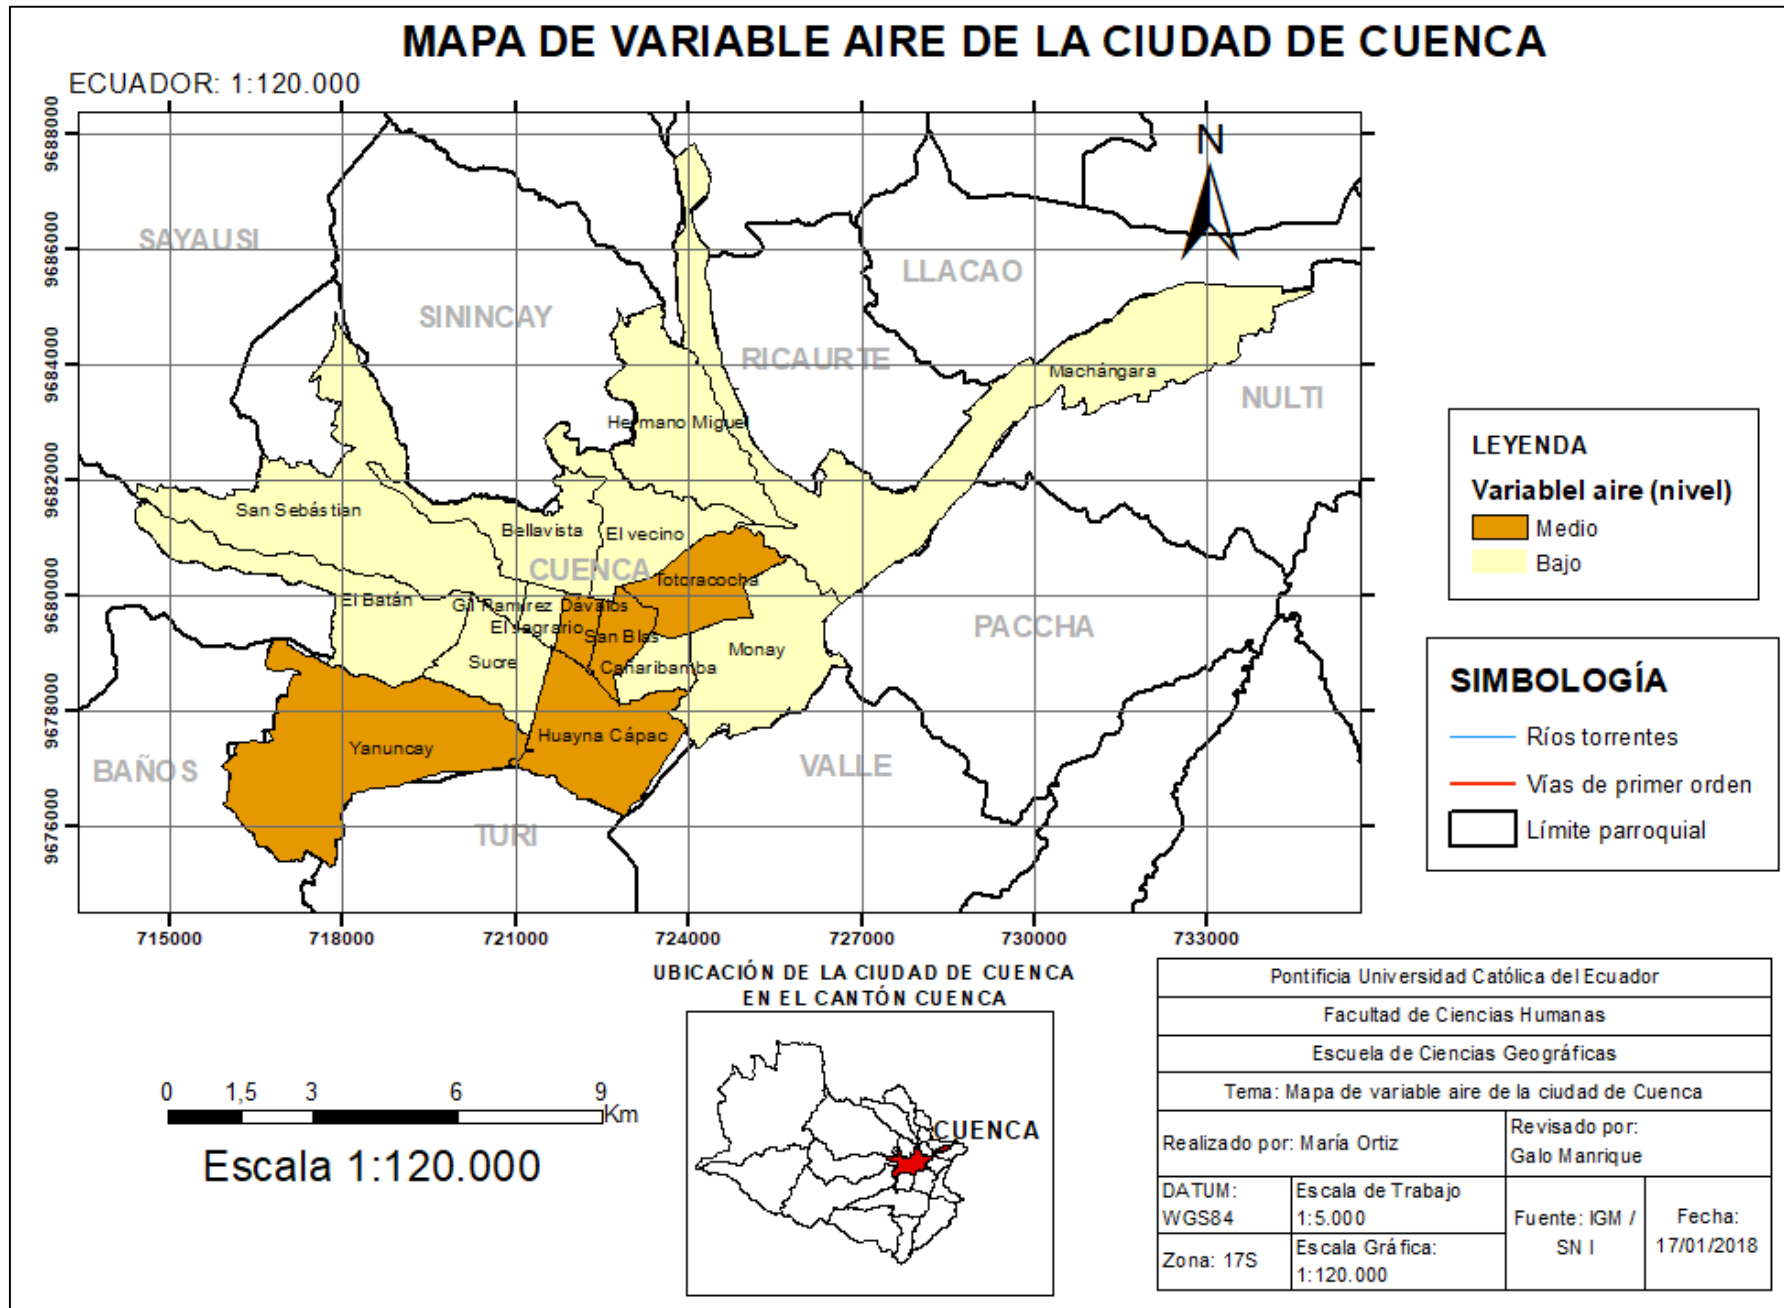 MAPA DE VARIABLE AIRE DE LA CIUDAD DE CUENCA
ECUADOR: 1:120.000
9688000
9686000
9684000
9682000
9680000
9678000
9676000
N
SAYAUSI
SININCAY
LLACAO
RICAURTE
NULTI
Machángara
Hermano Miguel
San Sebástian
Bellavista
El vecino
CUENCA
Totoracocha
El Batán
Gil Ramírez Dávalos
El Sagrario
San Blas
PACCHA
Sucre
Cañaribamba
Monay
Huayna Cápac
Yanuncay
BAÑOS
VALLE
TURI
715000
718000
721000
724000
727000
730000
733000
LEYENDA
Variablel aire (nivel)
Medio
Bajo
SIMBOLOGÍA
Ríos torrentes
Vías de primer orden
Límite parroquial
UBICACIÓN DE LA CIUDAD DE CUENCA
EN EL CANTÓN CUENCA
CUENCA
0 1,5 3 6 9
Km
Escala 1:120.000
Pontificia Universidad Católica del Ecuador
Facultad de Ciencias Humanas
Escuela de Ciencias Geográficas
Tema: Mapa de variable aire de la ciudad de Cuenca
Realizado por: María Ortiz
Revisado por:
Galo Manrique
DATUM:
WGS84
Escala de Trabajo
1:5.000
Fuente: IGM /
SN I
Fecha:
17/01/2018
Zona: 17S
Escala Gráfica:
1:120.000